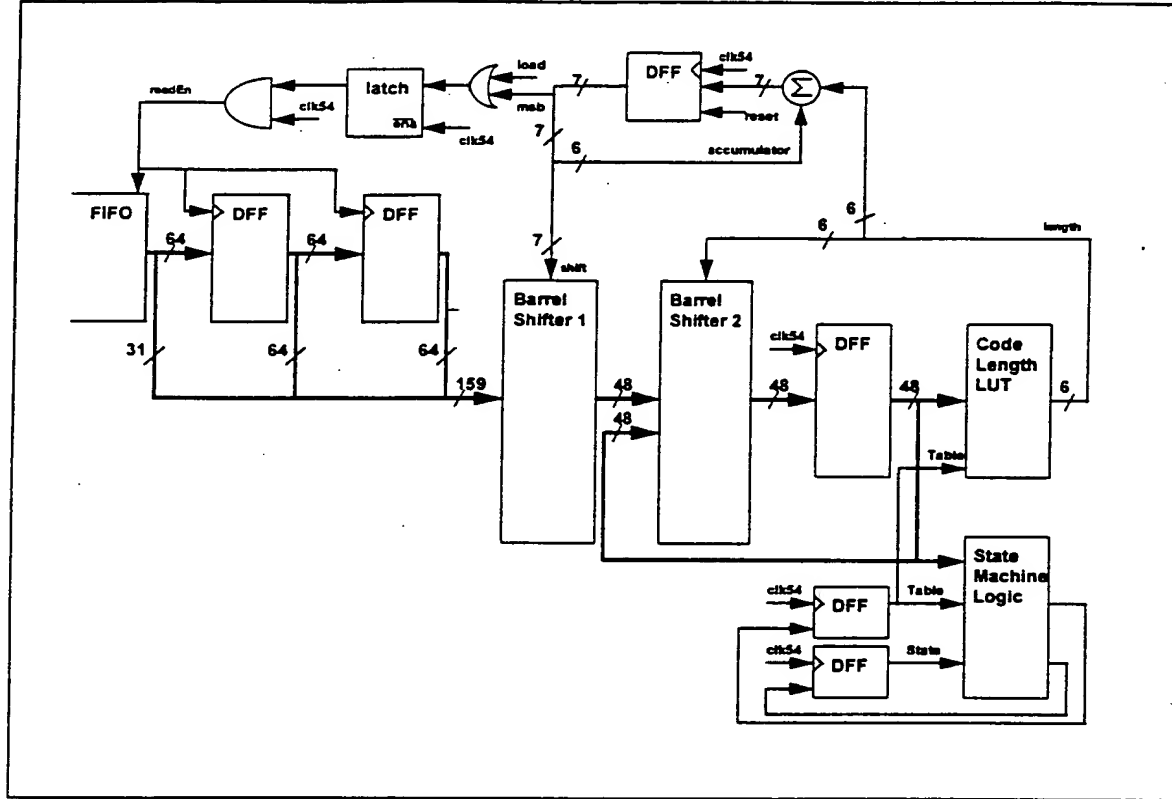 clk54
load
7
DFF
7
Σ
readEn
latch
msb
clk54
ena
reset
clk54
7
6
accumulator
FIFO
DFF
DFF
6
64
64
7
6
length
shift
Barrel
Shifter 1
Barrel
Shifter 2
clk54
DFF
Code
Length
LUT
31
64
64
159
48
48
48
6
48
Table
State
Machine
Logic
clk54
DFF
Table
clk54
DFF
State